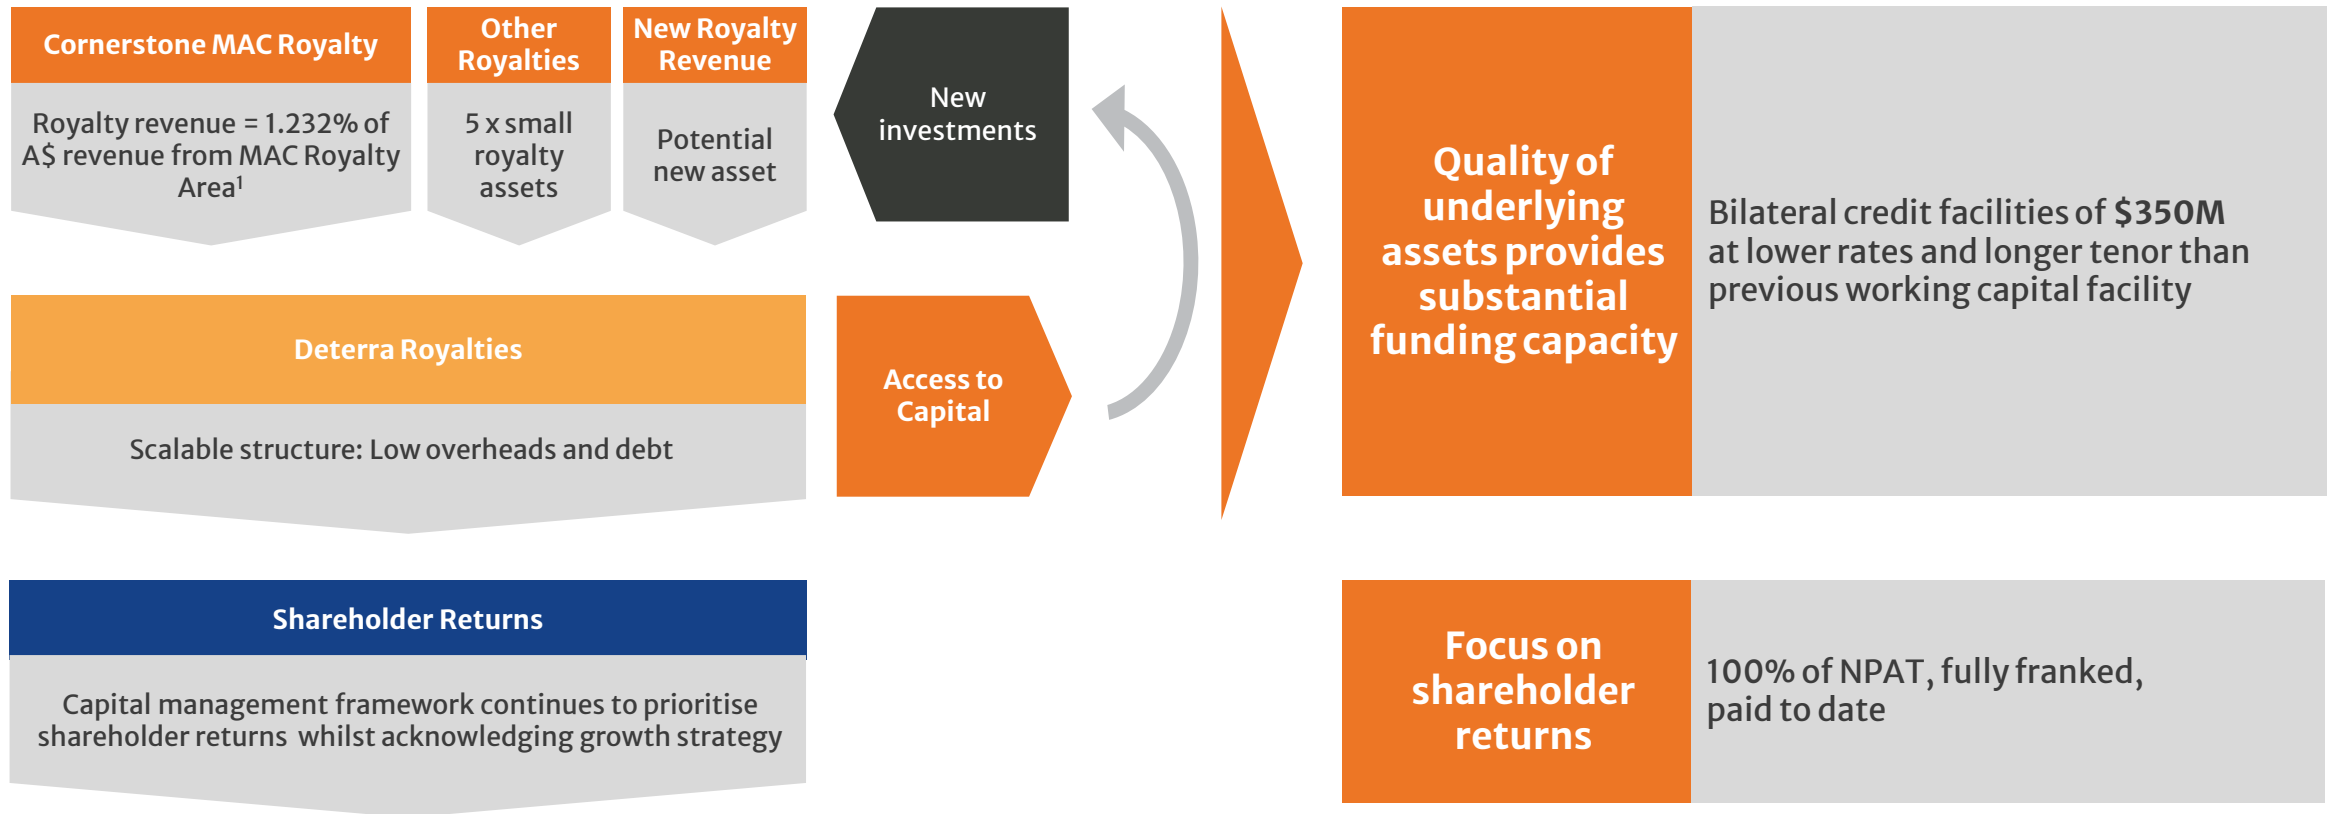 Cornerstone MAC Royalty
Royalty revenue = 1.232% of
A$ revenue from MAC Royalty
Area¹
Other
Royalties
5 x small
royalty
assets
New Royalty
Revenue
Potential
new asset
New
investments
Deterra Royalties
Scalable structure: Low overheads and debt
Access to
Capital
Shareholder Returns
Capital management framework continues to prioritise
shareholder returns whilst acknowledging growth strategy
Quality of
underlying
assets provides
substantial
funding capacity
Bilateral credit facilities of $350M
at lower rates and longer tenor than
previous working capital facility
Focus on
shareholder
returns
100% of NPAT, fully franked,
paid to date